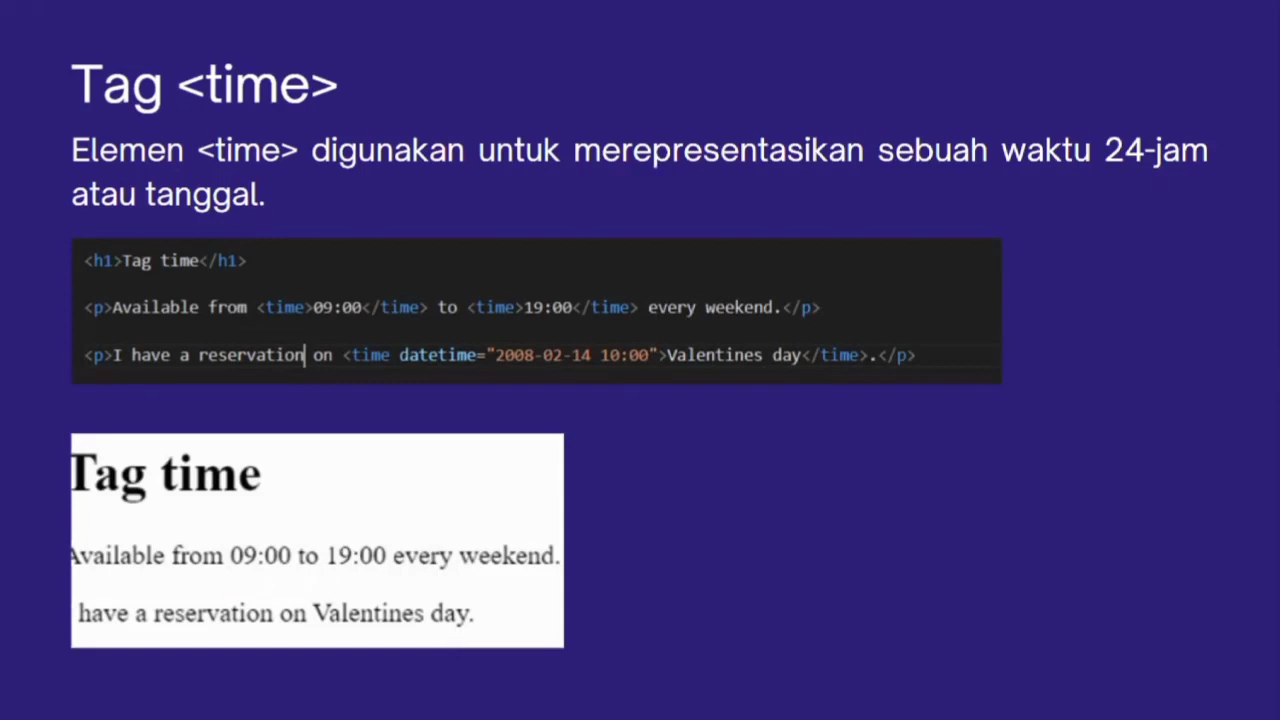 Tag <time>
Elemen <time> digunakan untuk merepresentasikan sebuah waktu 24-jam
atau tanggal.
<h1>Tag time</h1>
<p>Available from <time>09:00</time> to <time>19:00</time> every weekend.</p>
<p>I have a reservation on <time datetime="2008-02-14 10:00">Valentines day</time>.</p>
Tag time
Available from 09:00 to 19:00 every weekend.
have a reservation on Valentines day.